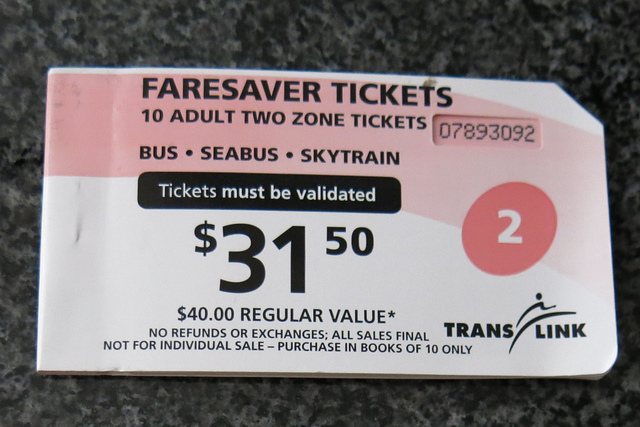 FARESAVER TICKETS
10 ADULT TWO ZONE TICKETS 07893092
BUS • SEABUS • SKYTRAIN
Tickets must be validated
$31 50
2
$40.00 REGULAR VALUE*
NO REFUNDS OR EXCHANGES; ALL SALES FINAL
NOT FOR INDIVIDUAL SALE – PURCHASE IN BOOKS OF 10 ONLY
TRANS LINK